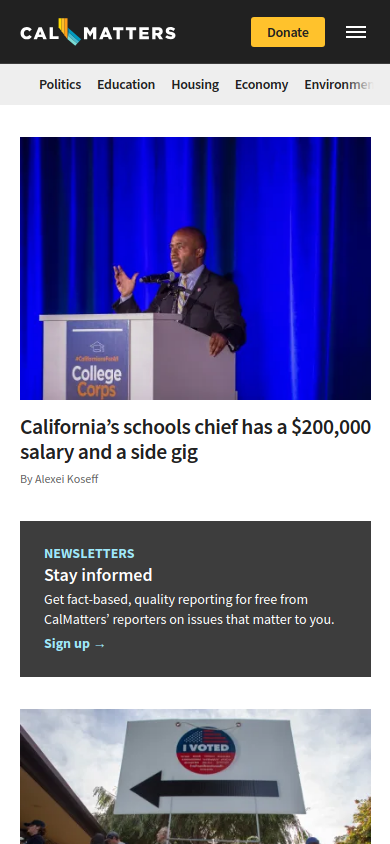 CAL MATTERS
Donate
Politics Education Housing Economy
#CaliforniansForAll
College
Corps
California’s schools chief has a $200,000
salary and a side gig
By Alexei Koseff
NEWSLETTERS
Stay informed
Get fact-based, quality reporting for free from
CalMatters’ reporters on issues that matter to you.
Sign up →
I VOTED